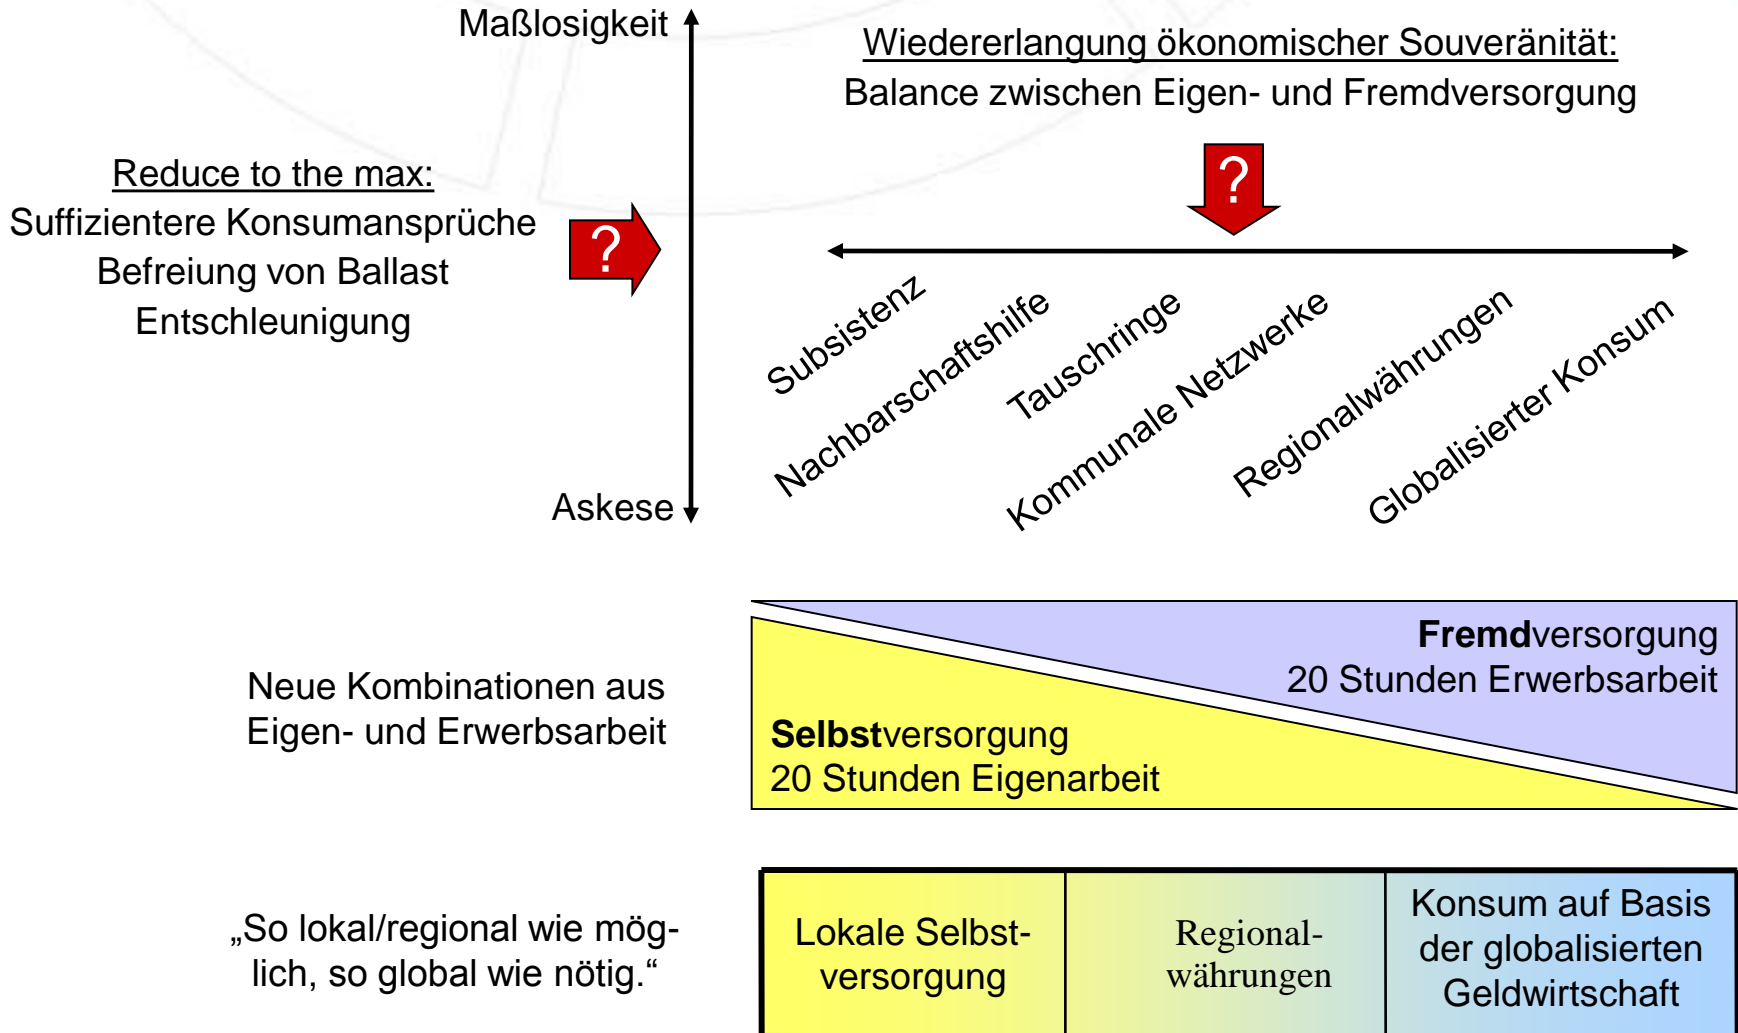 Maßlosigkeit
Wiedererlangung ökonomischer Souveränität:
Balance zwischen Eigen- und Fremdversorgung
?
Reduce to the max:
Suffizientere Konsumansprüche
Befreiung von Ballast
Entschleunigung
?
Subsistenz
Nachbarschaftshilfe
Tauschringe
Kommunale Netzwerke
Regionalwährungen
Globalisierter Konsum
Askese
Neue Kombinationen aus
Eigen- und Erwerbsarbeit
Fremdversorgung
20 Stunden Erwerbsarbeit
Selbstversorgung
20 Stunden Eigenarbeit
„So lokal/regional wie mög-
lich, so global wie nötig.“
Lokale Selbst-
versorgung
Regional-
währungen
Konsum auf Basis
der globalisierten
Geldwirtschaft